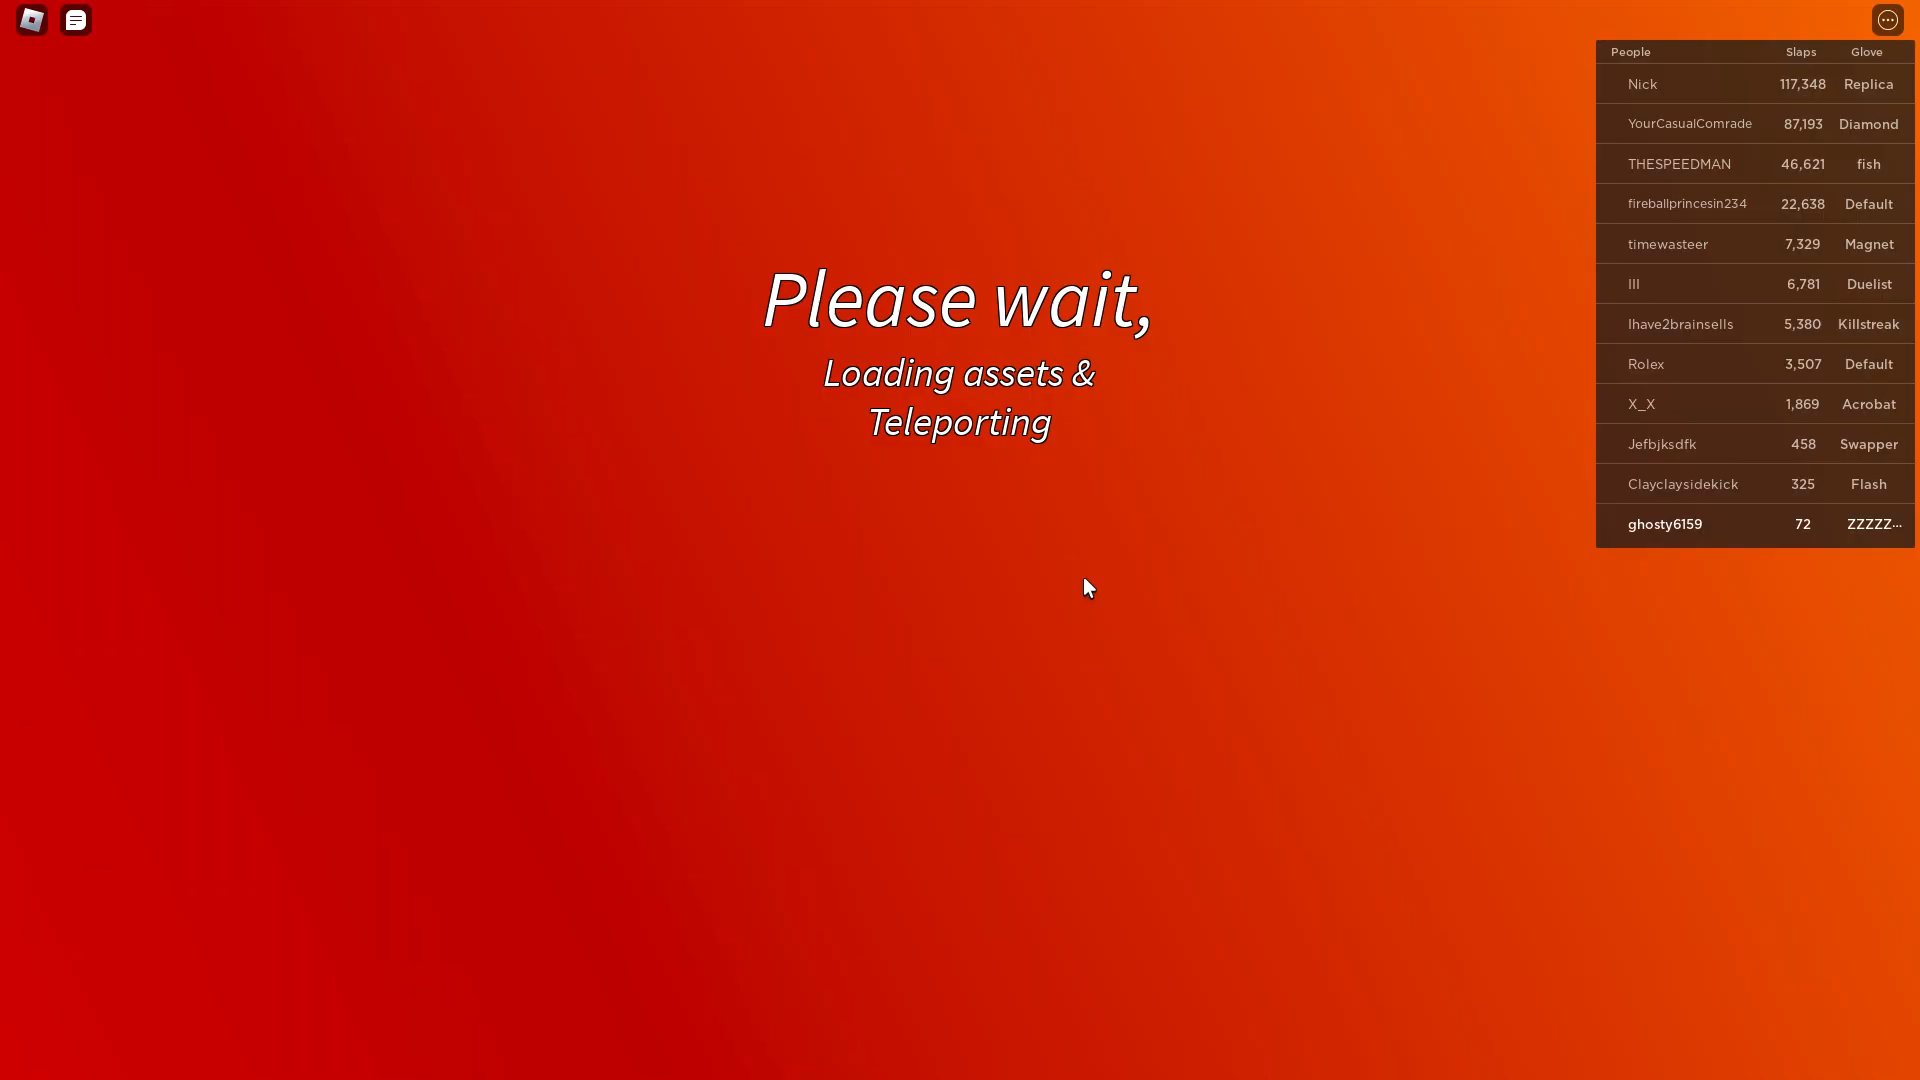 Please wait,
Loading assets &
Teleporting
People Slaps Glove
Nick 117,348 Replica
YourCasualComrade 87,193 Diamond
THESPEEDMAN 46,621 fish
fireballprincesin234 22,638 Default
timewasteer 7,329 Magnet
III 6,781 Duelist
Ihave2brainsells 5,380 Killstreak
Rolex 3,507 Default
X_X 1,869 Acrobat
Jefbjksdfk 458 Swapper
Clayclaysidekick 325 Flash
ghosty6159 72 ZZZZZ...